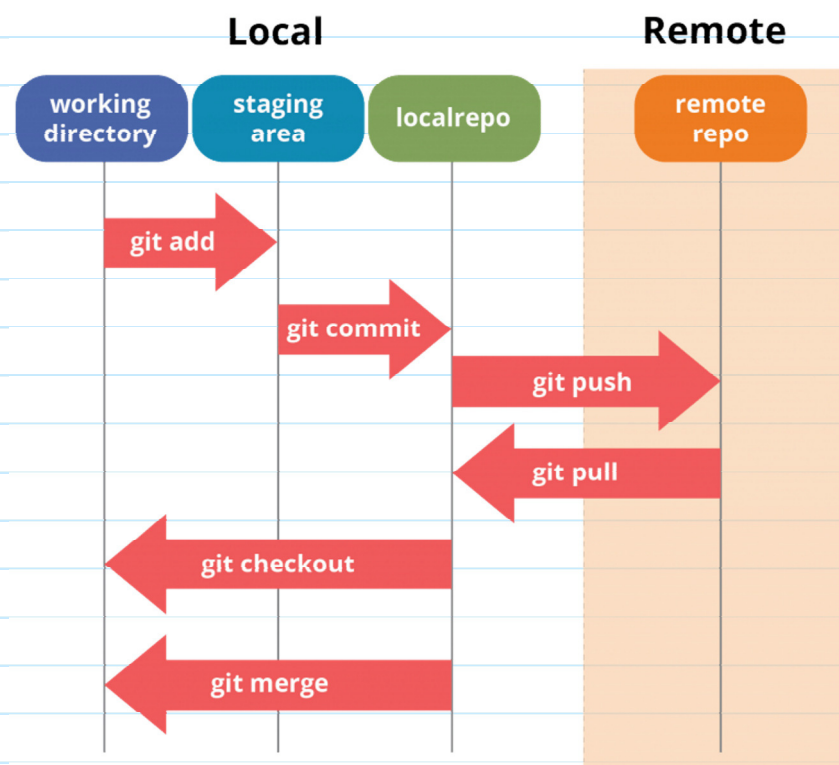 Local
Remote
working
directory
staging
area
localrepo
remote
repo
git add
git commit
git push
git pull
git checkout
git merge